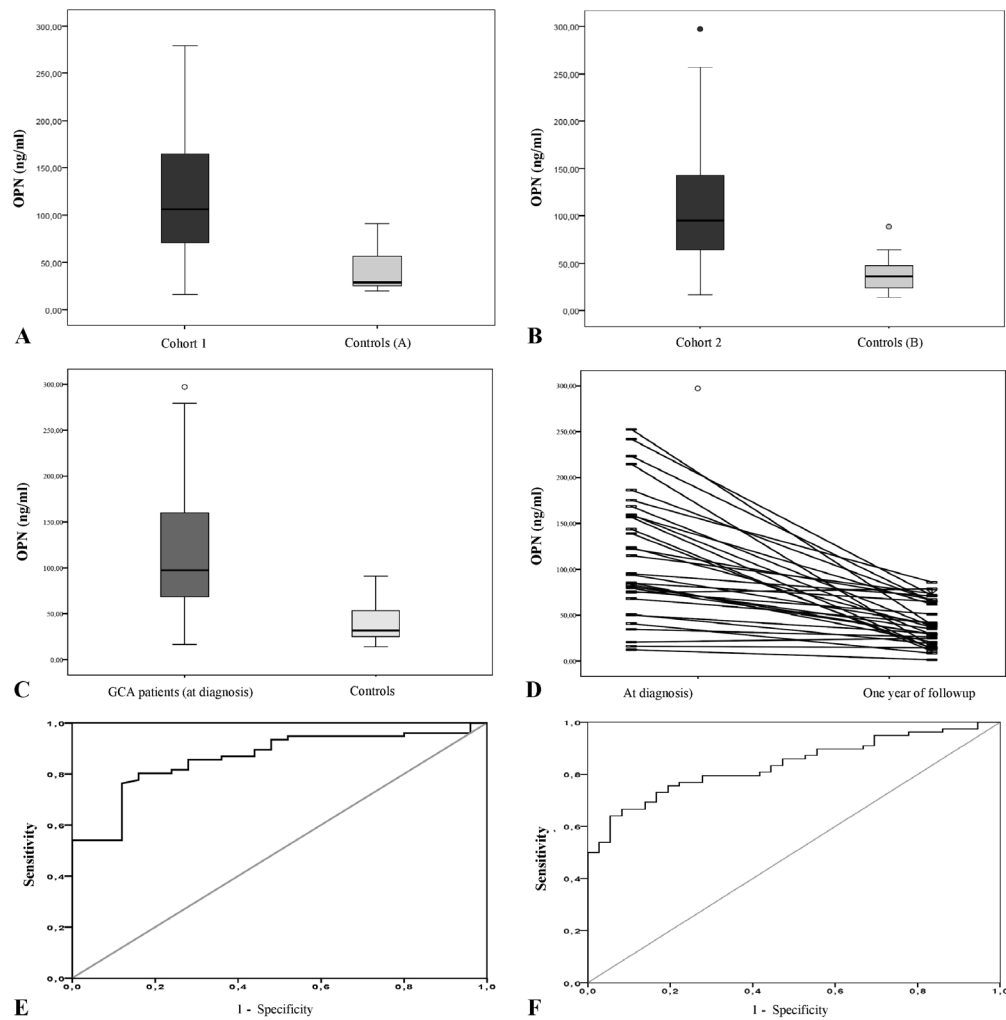 300,00
250,00
200,00
150,00
100,00
50,00
0,00
OPN (ng/ml)
A
Cohort 1
Controls (A)
300,00
250,00
200,00
150,00
100,00
50,00
0,00
OPN (ng/ml)
B
Cohort 2
Controls (B)
300,00
250,00
200,00
150,00
100,00
50,00
0,00
OPN (ng/ml)
C
GCA patients (at diagnosis)
Controls
300,00
250,00
200,00
150,00
100,00
50,00
0,00
OPN (ng/ml)
D
At diagnosis)
One year of followup
1,0
0,8
0,6
0,4
0,2
0,0
Sensitivity
0,0 0,2 0,4 0,6 0,8 1,0
E
1 - Specificity
1,0
0,8
0,6
0,4
0,2
0,0
Sensitivity
0,0 0,2 0,4 0,6 0,8 1,0
F
1 - Specificity